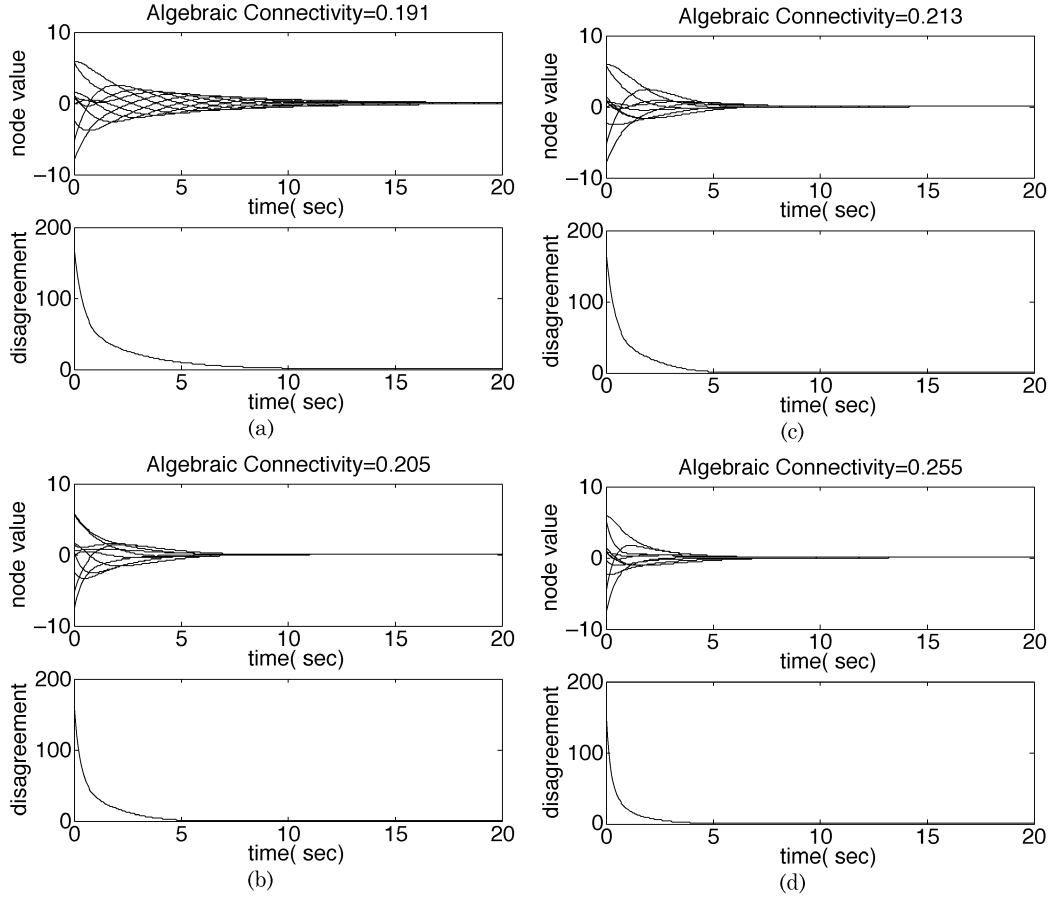 Algebraic Connectivity=0.191
10
0
−10
node value
0 5 10 15 20
time( sec)
200
100
0
disagreement
0 5 10 15 20
time( sec)
(a)
Algebraic Connectivity=0.213
10
0
−10
node value
0 5 10 15 20
time( sec)
200
100
0
disagreement
0 5 10 15 20
time( sec)
(c)
Algebraic Connectivity=0.205
10
0
−10
node value
0 5 10 15 20
time( sec)
200
100
0
disagreement
0 5 10 15 20
time( sec)
(b)
Algebraic Connectivity=0.255
10
0
−10
node value
0 5 10 15 20
time( sec)
200
100
0
disagreement
0 5 10 15 20
time( sec)
(d)